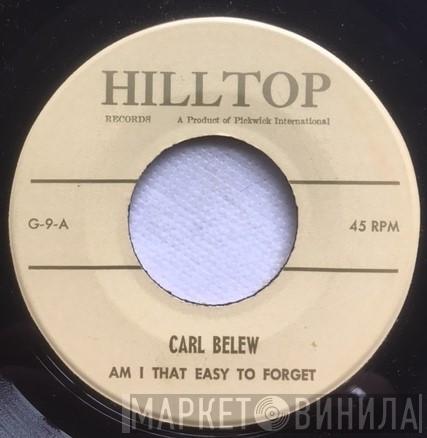 HILLTOP
RECORDS A Product of Pickwick International
G-9-A 45 RPM
CARL BELEW
AM I THAT EASY TO FORGET
МАРКЕТ ВИНИЛА